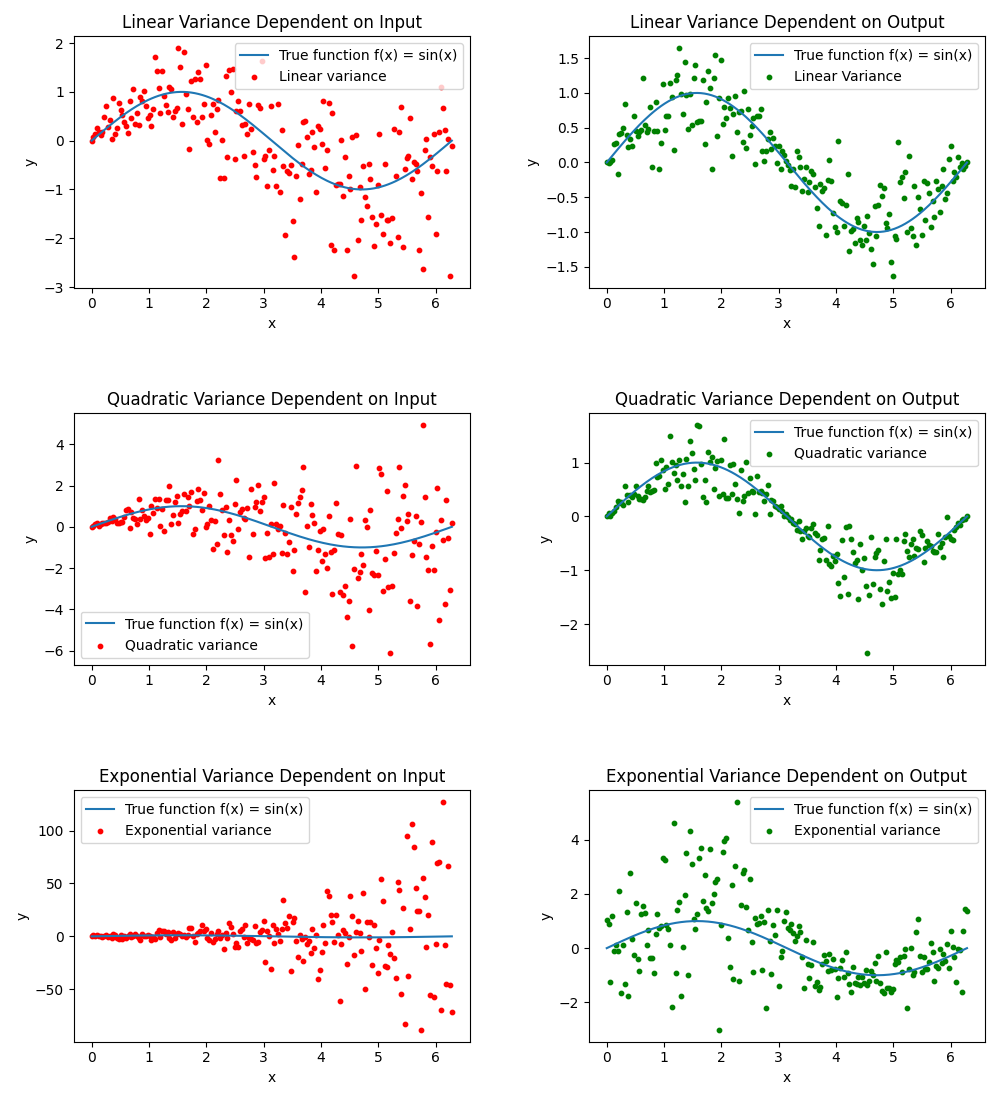 Linear Variance Dependent on Input
True function f(x) = sin(x)
Linear variance
2
1
0
−1
−2
−3
y
0 1 2 3 4 5 6
x
Linear Variance Dependent on Output
True function f(x) = sin(x)
Linear Variance
1.5
1.0
0.5
0.0
−0.5
−1.0
−1.5
y
0 1 2 3 4 5 6
x
Quadratic Variance Dependent on Input
4
2
0
−2
−4
−6
y
True function f(x) = sin(x)
Quadratic variance
0 1 2 3 4 5 6
x
Quadratic Variance Dependent on Output
True function f(x) = sin(x)
Quadratic variance
1
0
−1
−2
y
0 1 2 3 4 5 6
x
Exponential Variance Dependent on Input
True function f(x) = sin(x)
Exponential variance
100
50
0
−50
y
0 1 2 3 4 5 6
x
Exponential Variance Dependent on Output
True function f(x) = sin(x)
Exponential variance
4
2
0
−2
y
0 1 2 3 4 5 6
x